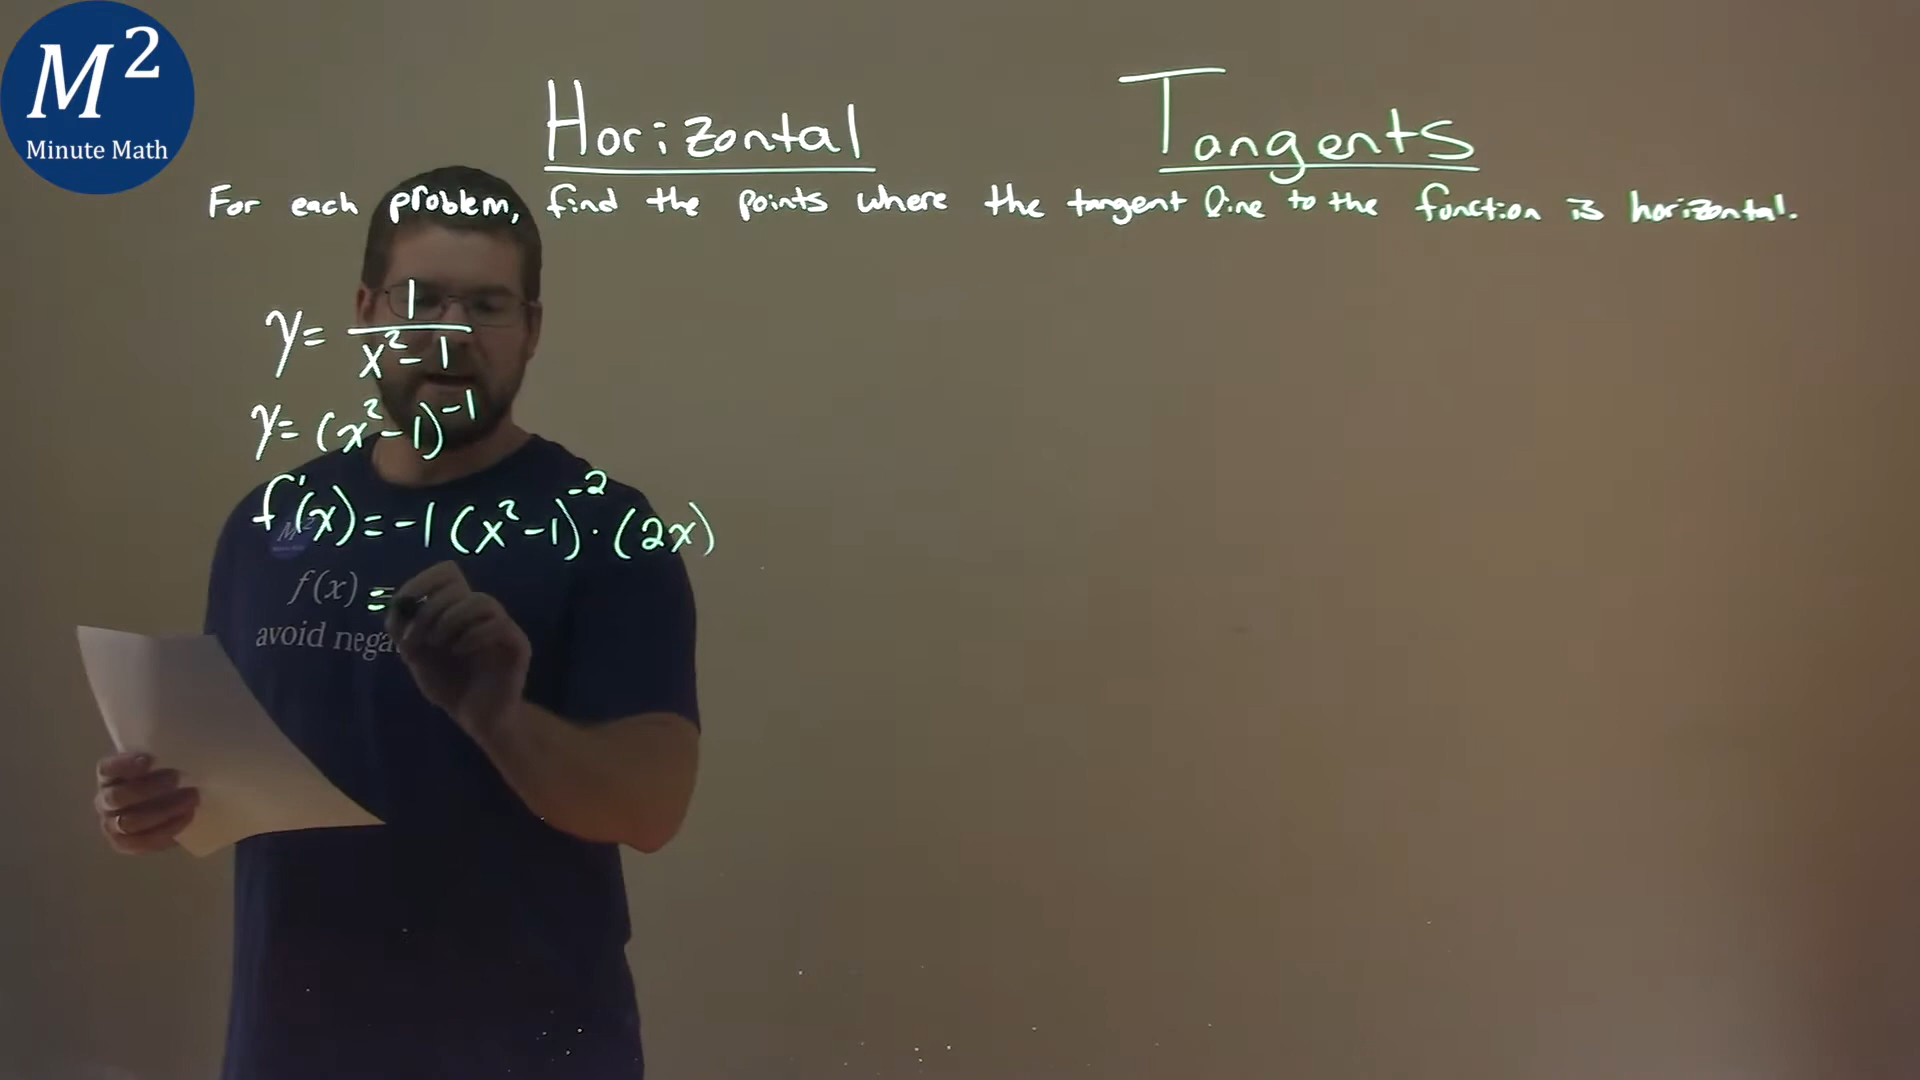 M²
Minute Math
Horizontal Tangents
For each problem, find the points where the tangent line to the function is horizontal.
y= 1/(x²-1)
y= (x²-1)⁻¹
f'(x)=-1(x²-1)⁻²·(2x)
M²
f(x) =
=
avoid